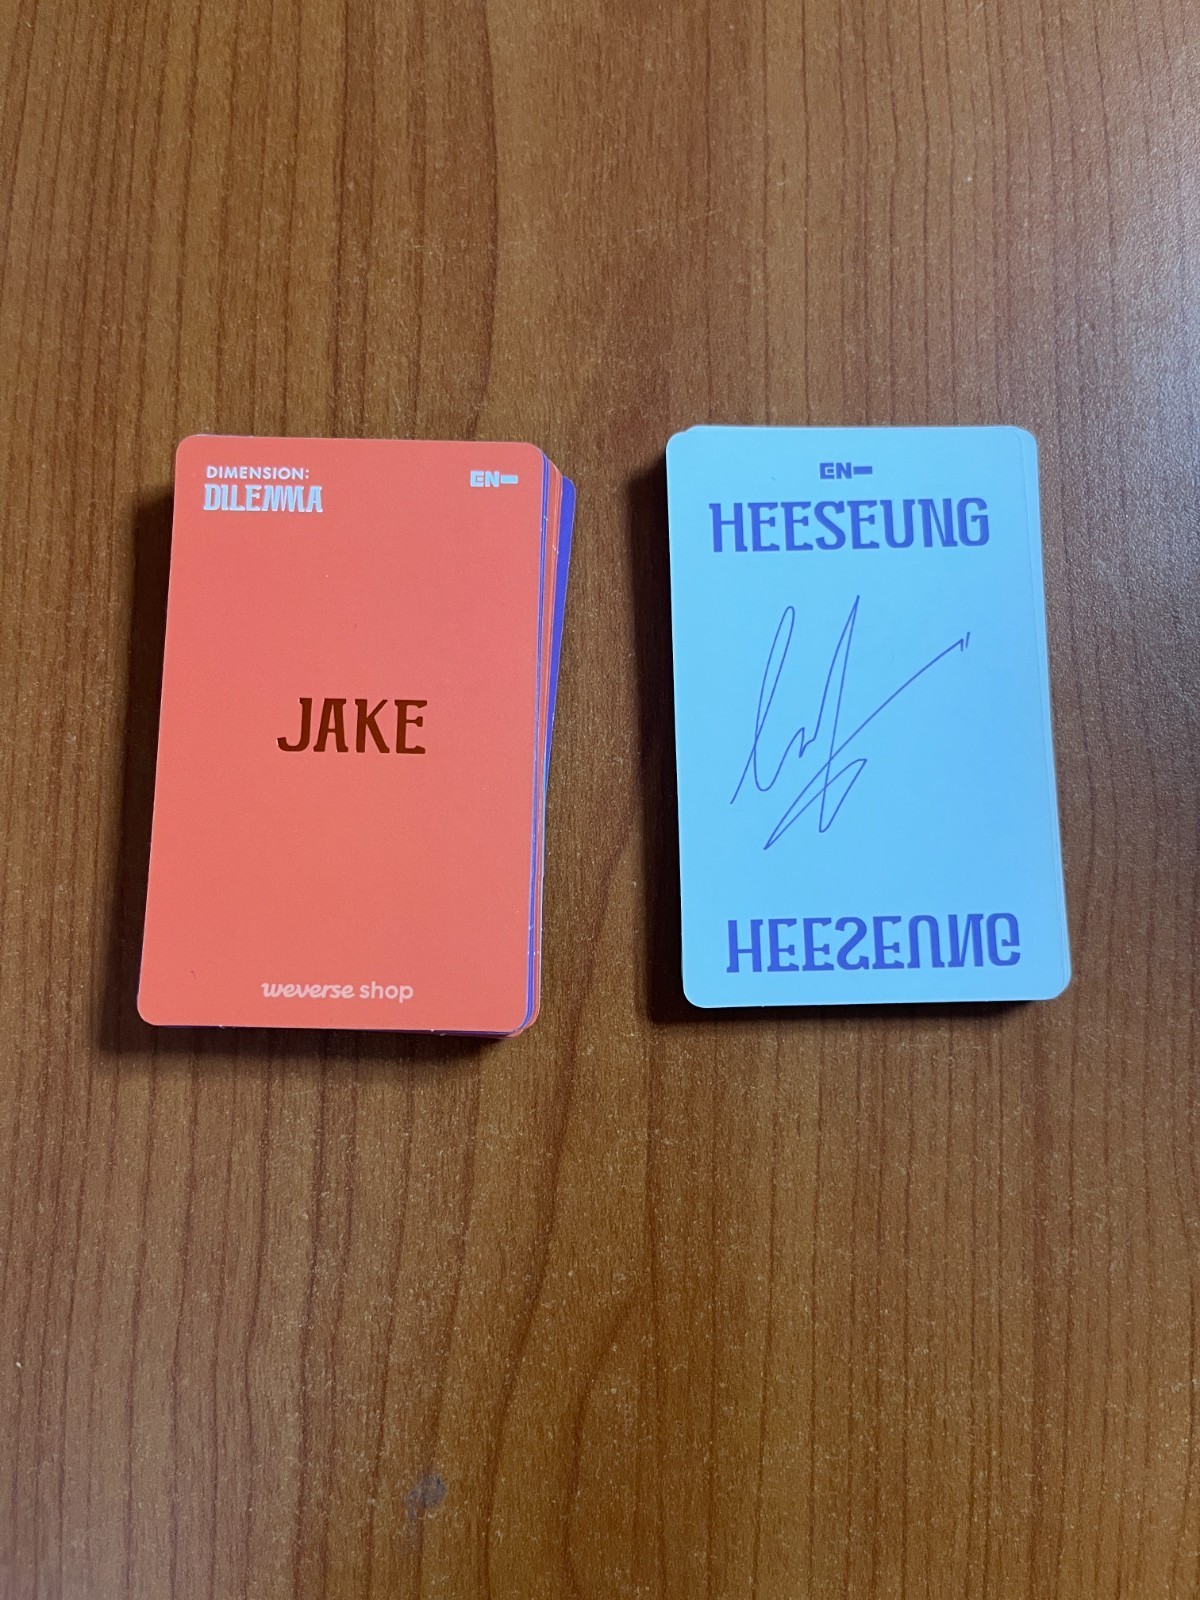 DIMENSION:
DILEMMA
EN-
JAKE
weverse shop
EN-
HEESEUNG
HEESEUNG